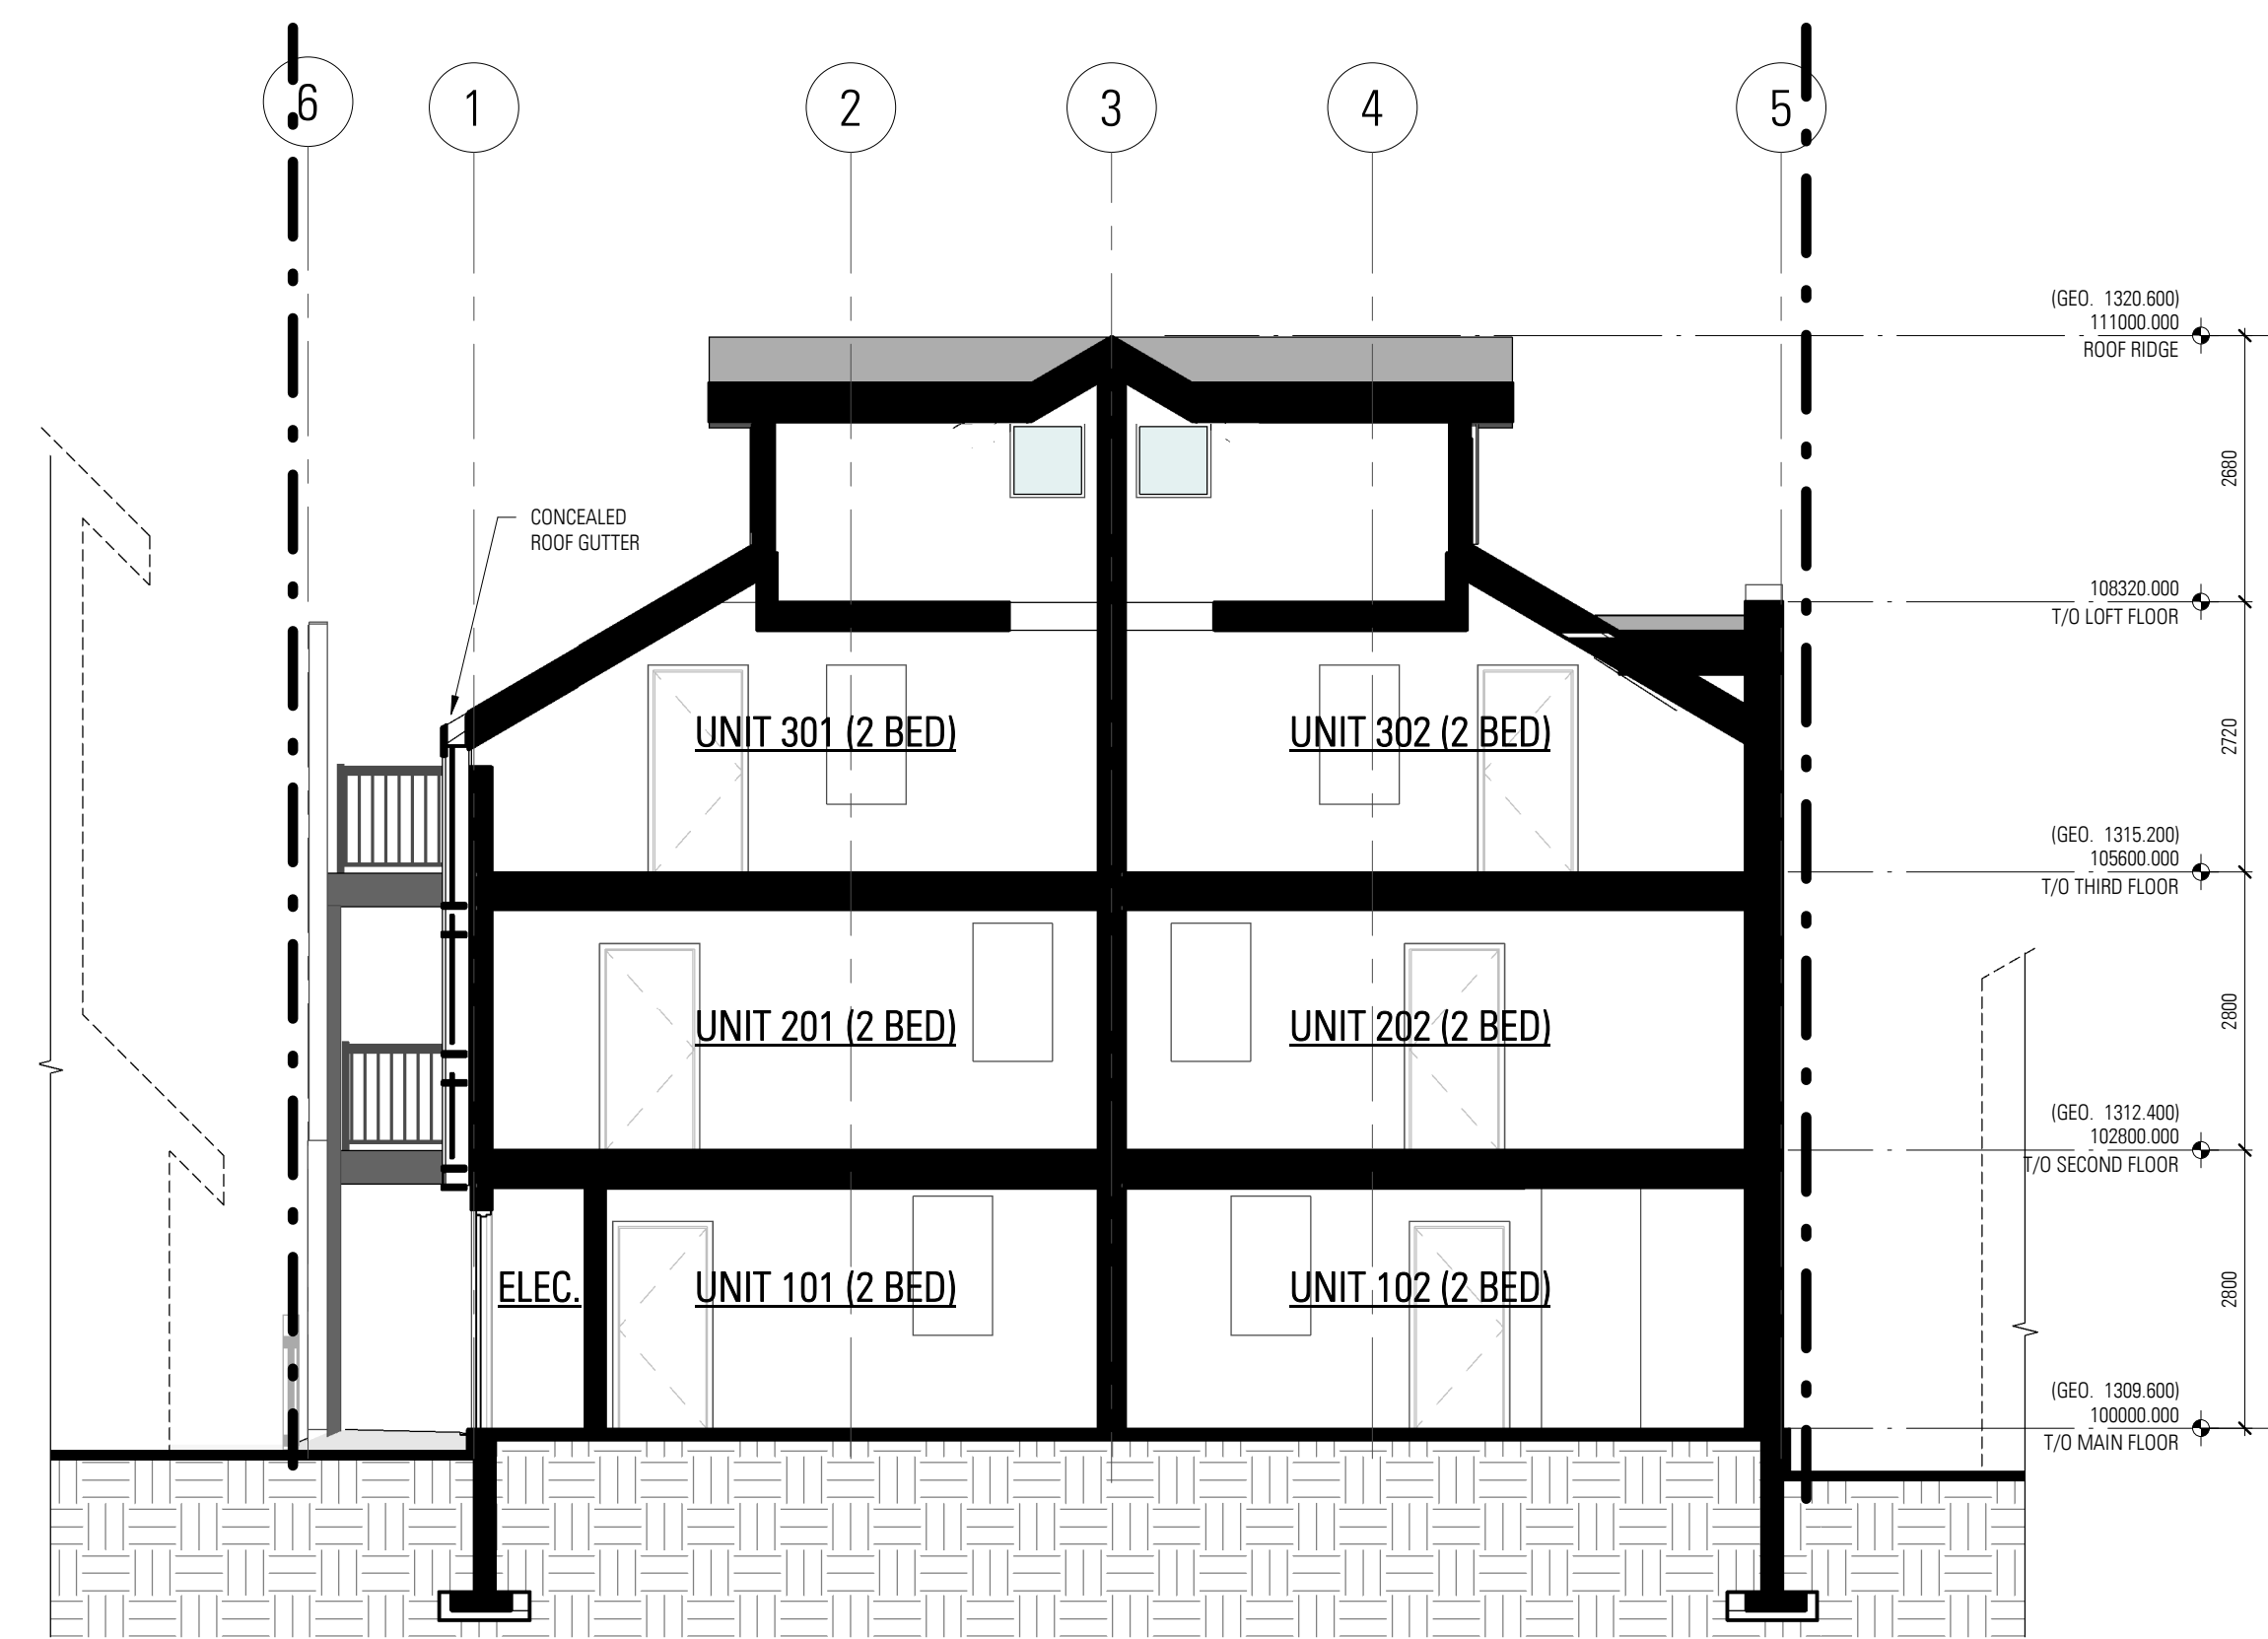 6
1
2
3
4
5
(GEO. 1320.600)
111000.000
ROOF RIDGE
2680
CONCEALED
ROOF GUTTER
108320.000
T/O LOFT FLOOR
UNIT 301 (2 BED)
UNIT 302 (2 BED)
2720
(GEO. 1315.200)
105600.000
T/O THIRD FLOOR
UNIT 201 (2 BED)
UNIT 202 (2 BED)
2800
(GEO. 1312.400)
102800.000
T/O SECOND FLOOR
ELEC.
UNIT 101 (2 BED)
UNIT 102 (2 BED)
2800
(GEO. 1309.600)
100000.000
T/O MAIN FLOOR